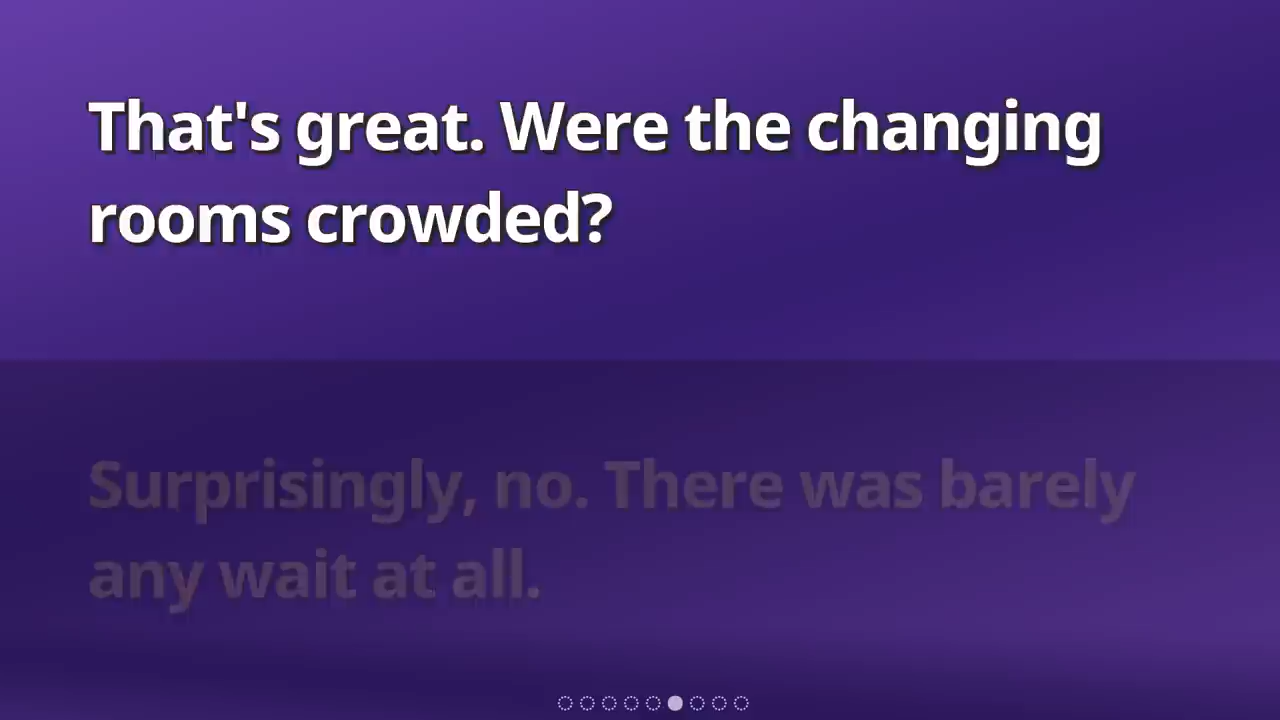 That's great. Were the changing
rooms crowded?
Surprisingly, no. There was barely
any wait at all.